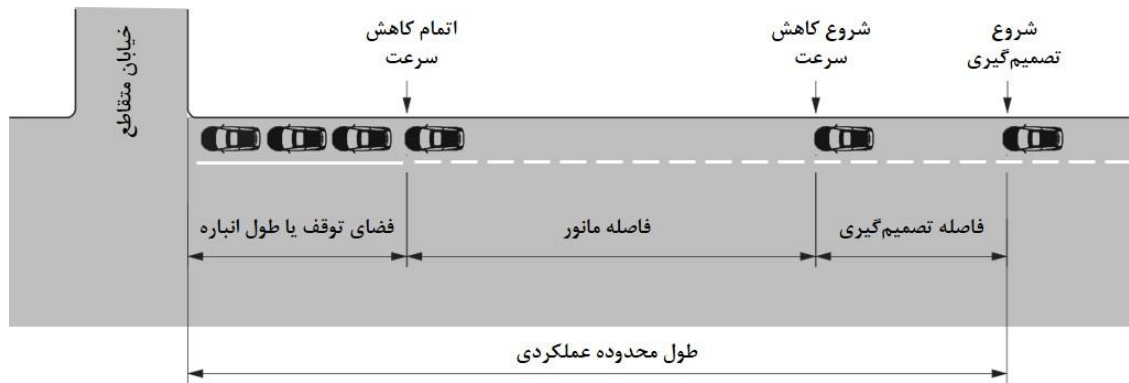 شروع
تصمیم‌گیری
شروع کاهش
سرعت
اتمام کاهش
سرعت
خیابان متقاطع
فاصله تصمیم‌گیری
فاصله مانور
فضای توقف یا طول انباره
طول محدوده عملکردی